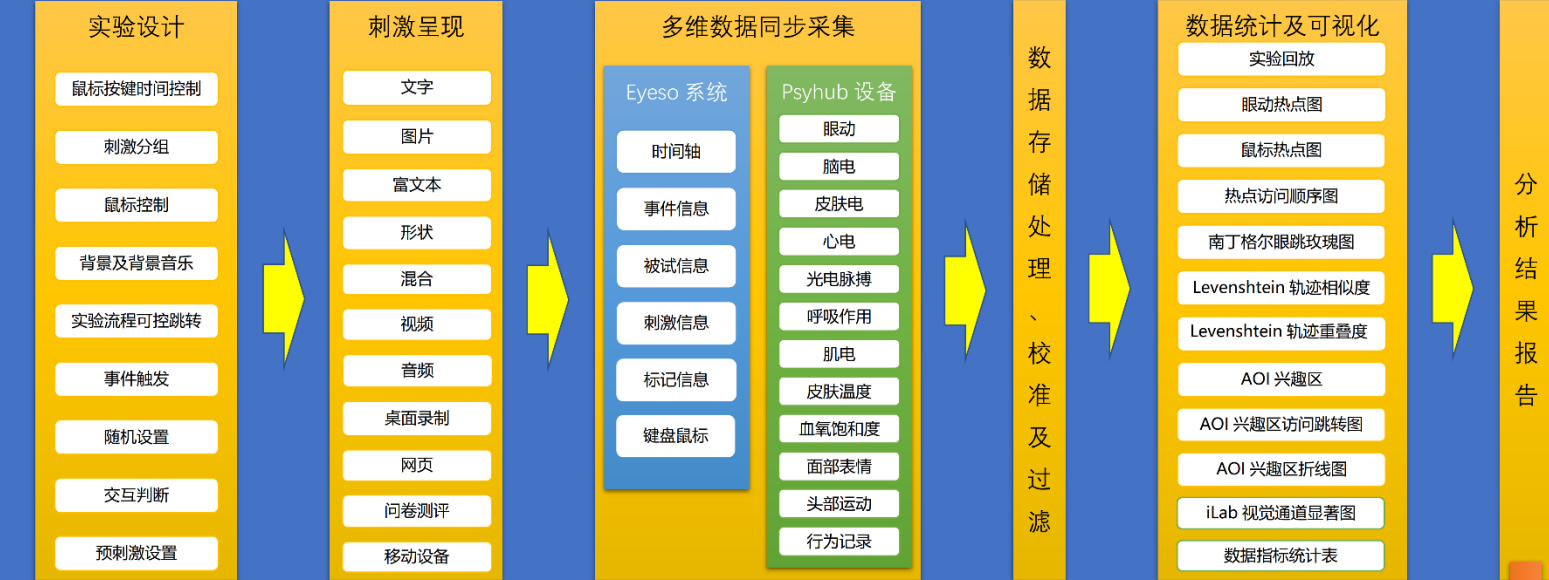 实验设计
鼠标按键时间控制
刺激分组
鼠标控制
背景及背景音乐
实验流程可控跳转
事件触发
随机设置
交互判断
预刺激设置
刺激呈现
文字
图片
富文本
形状
混合
视频
音频
桌面录制
网页
问卷测评
移动设备
多维数据同步采集
Eyeso 系统
时间轴
事件信息
被试信息
刺激信息
标记信息
键盘鼠标
Psyhub 设备
眼动
脑电
皮肤电
心电
光电脉搏
呼吸作用
肌电
皮肤温度
血氧饱和度
面部表情
头部运动
行为记录
数据存储处理、校准及过滤
数据统计及可视化
实验回放
眼动热点图
鼠标热点图
热点访问顺序图
南丁格尔眼跳玫瑰图
Levenshtein 轨迹相似度
Levenshtein 轨迹重叠度
AOI 兴趣区
AOI 兴趣区访问跳转图
AOI 兴趣区折线图
iLab 视觉通道显著图
数据指标统计表
分析结果报告